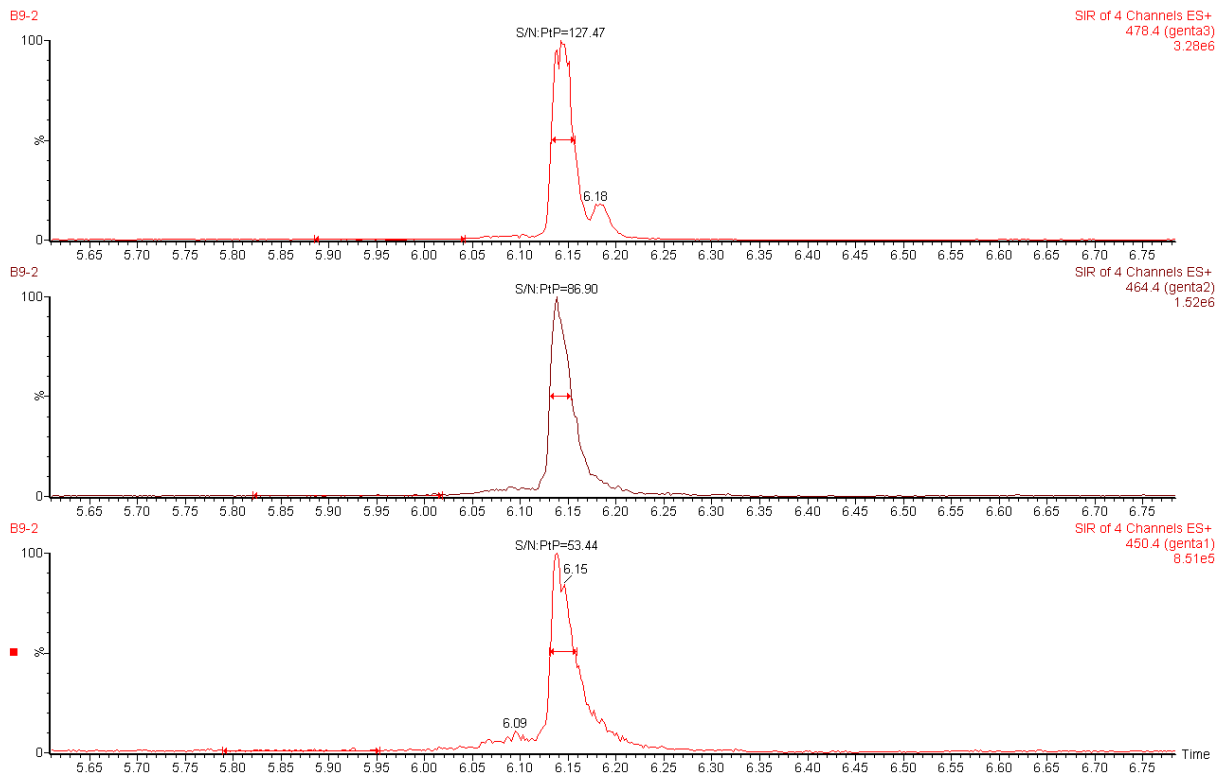 B9-2
SIR of 4 Channels ES+
478.4 (genta3)
3.28e6
S/N:PtP=127.47
100
%
6.18
0
5.65 5.70 5.75 5.80 5.85 5.90 5.95 6.00 6.05 6.10 6.15 6.20 6.25 6.30 6.35 6.40 6.45 6.50 6.55 6.60 6.65 6.70 6.75
B9-2
SIR of 4 Channels ES+
464.4 (genta2)
1.52e6
S/N:PtP=86.90
100
%
0
5.65 5.70 5.75 5.80 5.85 5.90 5.95 6.00 6.05 6.10 6.15 6.20 6.25 6.30 6.35 6.40 6.45 6.50 6.55 6.60 6.65 6.70 6.75
B9-2
SIR of 4 Channels ES+
450.4 (genta1)
8.51e5
S/N:PtP=53.44
100
6.15
%
6.09
0
Time
5.65 5.70 5.75 5.80 5.85 5.90 5.95 6.00 6.05 6.10 6.15 6.20 6.25 6.30 6.35 6.40 6.45 6.50 6.55 6.60 6.65 6.70 6.75